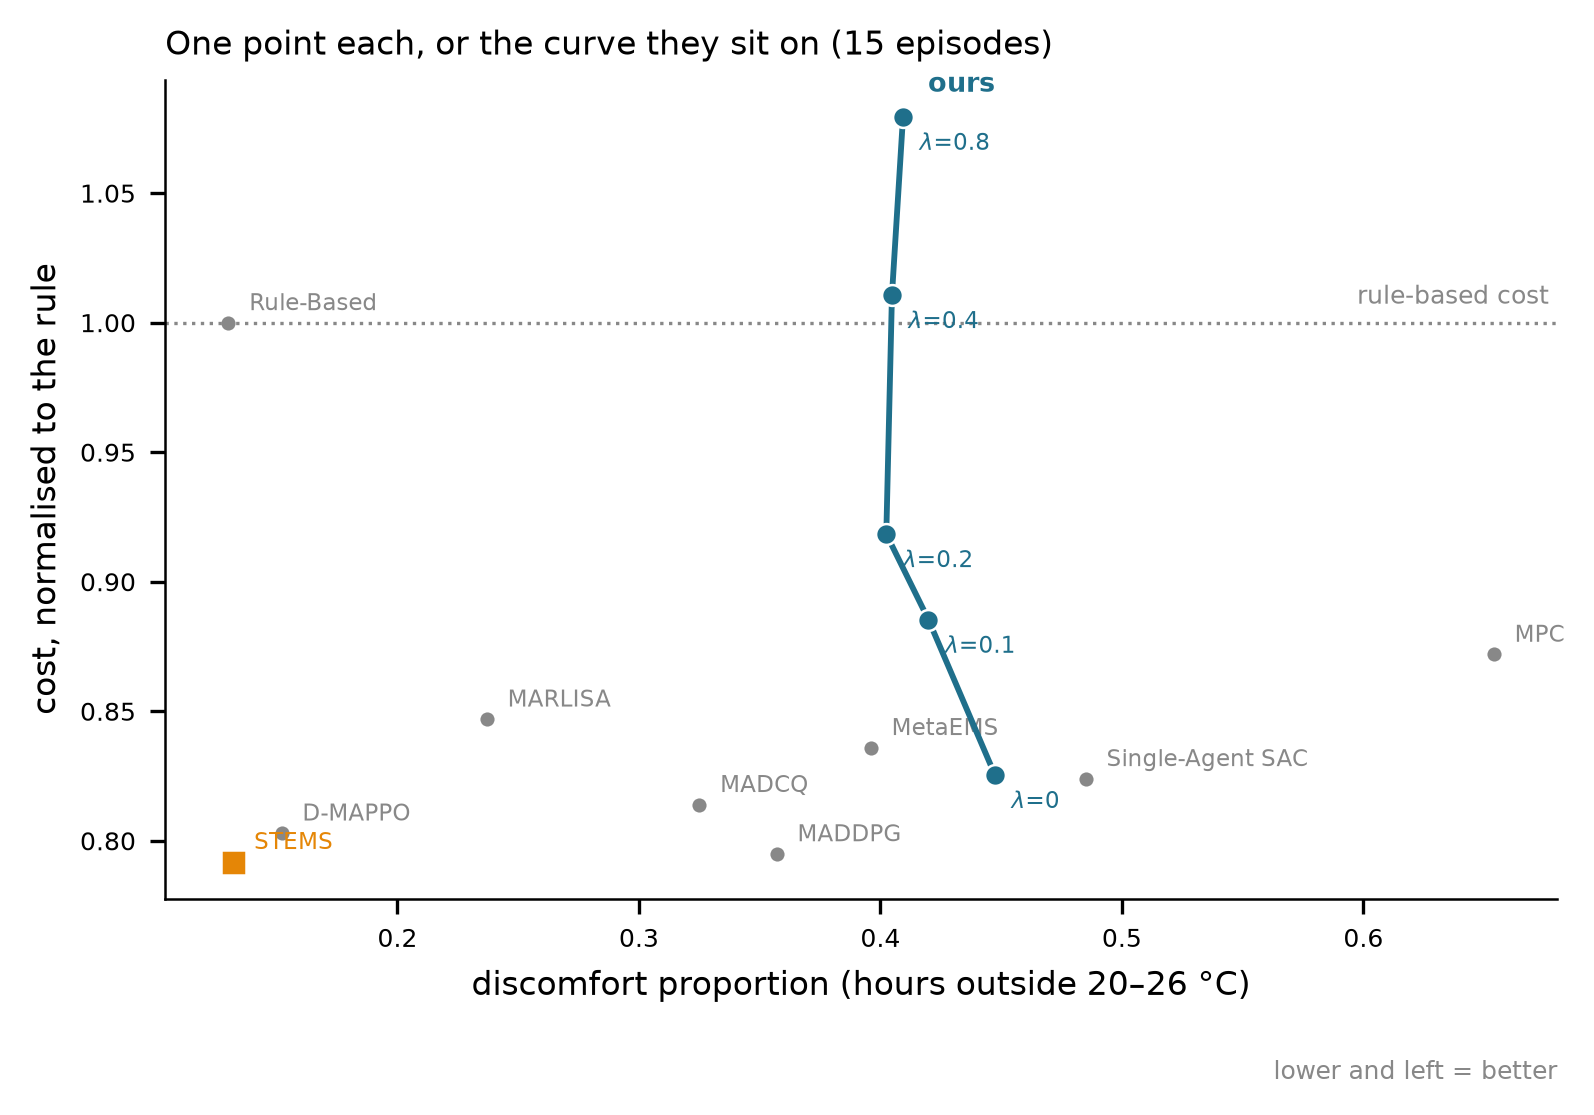 One point each, or the curve they sit on (15 episodes)
ours
λ=0.8
1.05
Rule-Based
rule-based cost
1.00
λ=0.4
0.95
cost, normalised to the rule
λ=0.2
0.90
λ=0.1
MPC
MARLISA
0.85
MetaEMS
Single-Agent SAC
MADCQ
λ=0
D-MAPPO
STEMS
MADDPG
0.80
0.2
0.3
0.4
0.5
0.6
discomfort proportion (hours outside 20–26 °C)
lower and left = better